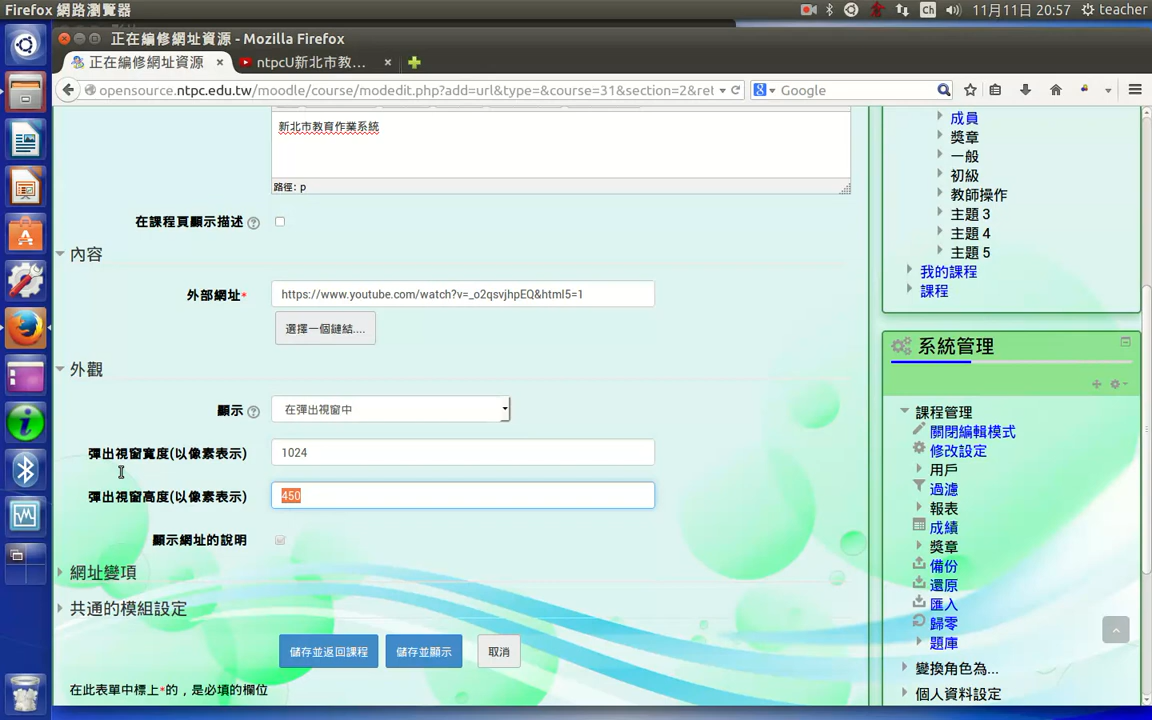 Firefox 網路瀏覽器
Ch
11月11日 20:57
teacher
正在編修網址資源 - Mozilla Firefox
正在編修網址資源
ntpcU新北市教...
opensource.ntpc.edu.tw/moodle/course/modedit.php?add=url&type=&course=31&section=2&ret
Google
新北市教育作業系統
路徑: p
在課程頁顯示描述
內容
外部網址*
https://www.youtube.com/watch?v=_o2qsvjhpEQ&html5=1
選擇一個鏈結....
外觀
顯示
在彈出視窗中
彈出視窗寬度(以像素表示)
1024
彈出視窗高度(以像素表示)
450
顯示網址的說明
網址變項
共通的模組設定
儲存並返回課程
儲存並顯示
取消
在此表單中標上*的，是必填的欄位
成員
獎章
一般
初級
教師操作
主題 3
主題 4
主題 5
我的課程
課程
系統管理
課程管理
關閉編輯模式
修改設定
用戶
過濾
報表
成績
獎章
備份
還原
匯入
歸零
題庫
變換角色為...
個人資料設定